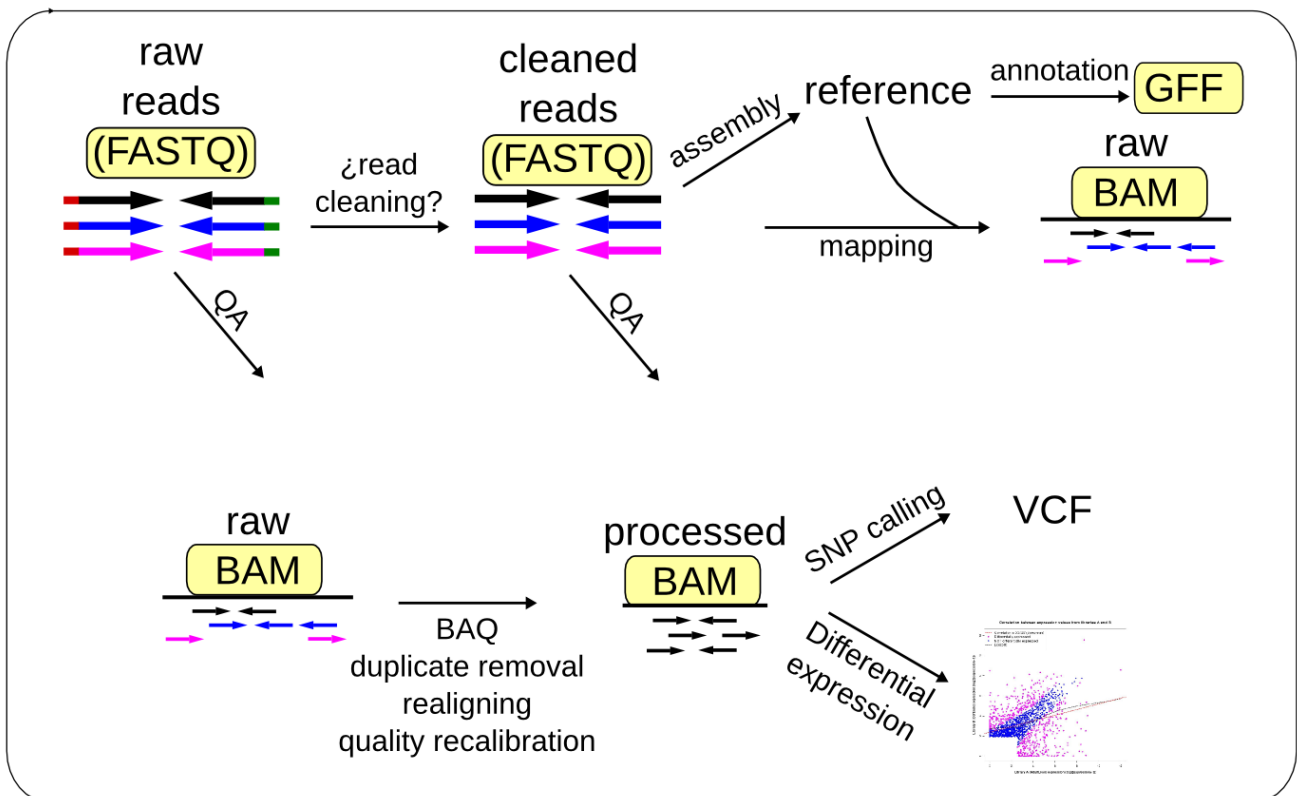 raw
reads
(FASTQ)
¿read
cleaning?
cleaned
reads
(FASTQ)
assembly
reference
annotation
GFF
mapping
raw
BAM
QA
QA
raw
BAM
BAQ
duplicate removal
realigning
quality recalibration
processed
BAM
SNP calling
VCF
Differential
expression